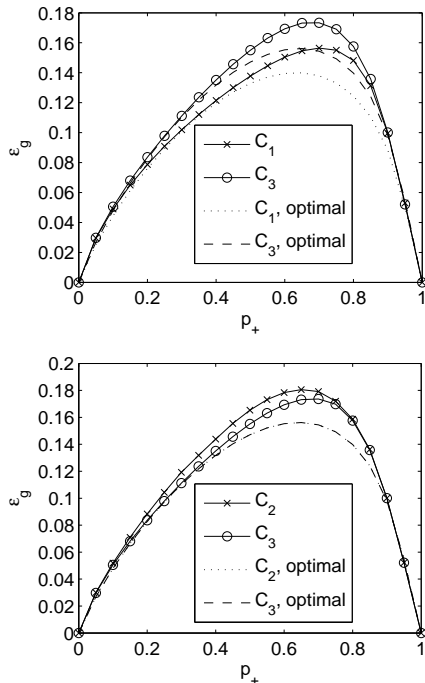 0.18
0.16
0.14
0.12
0.1
0.08
0.06
0.04
0.02
0
ε_g
C_1
C_3
C_1, optimal
C_3, optimal
0 0.2 0.4 0.6 0.8 1
p_+
0.2
0.18
0.16
0.14
0.12
0.1
0.08
0.06
0.04
0.02
0
ε_g
C_2
C_3
C_2, optimal
C_3, optimal
0 0.2 0.4 0.6 0.8 1
p_+